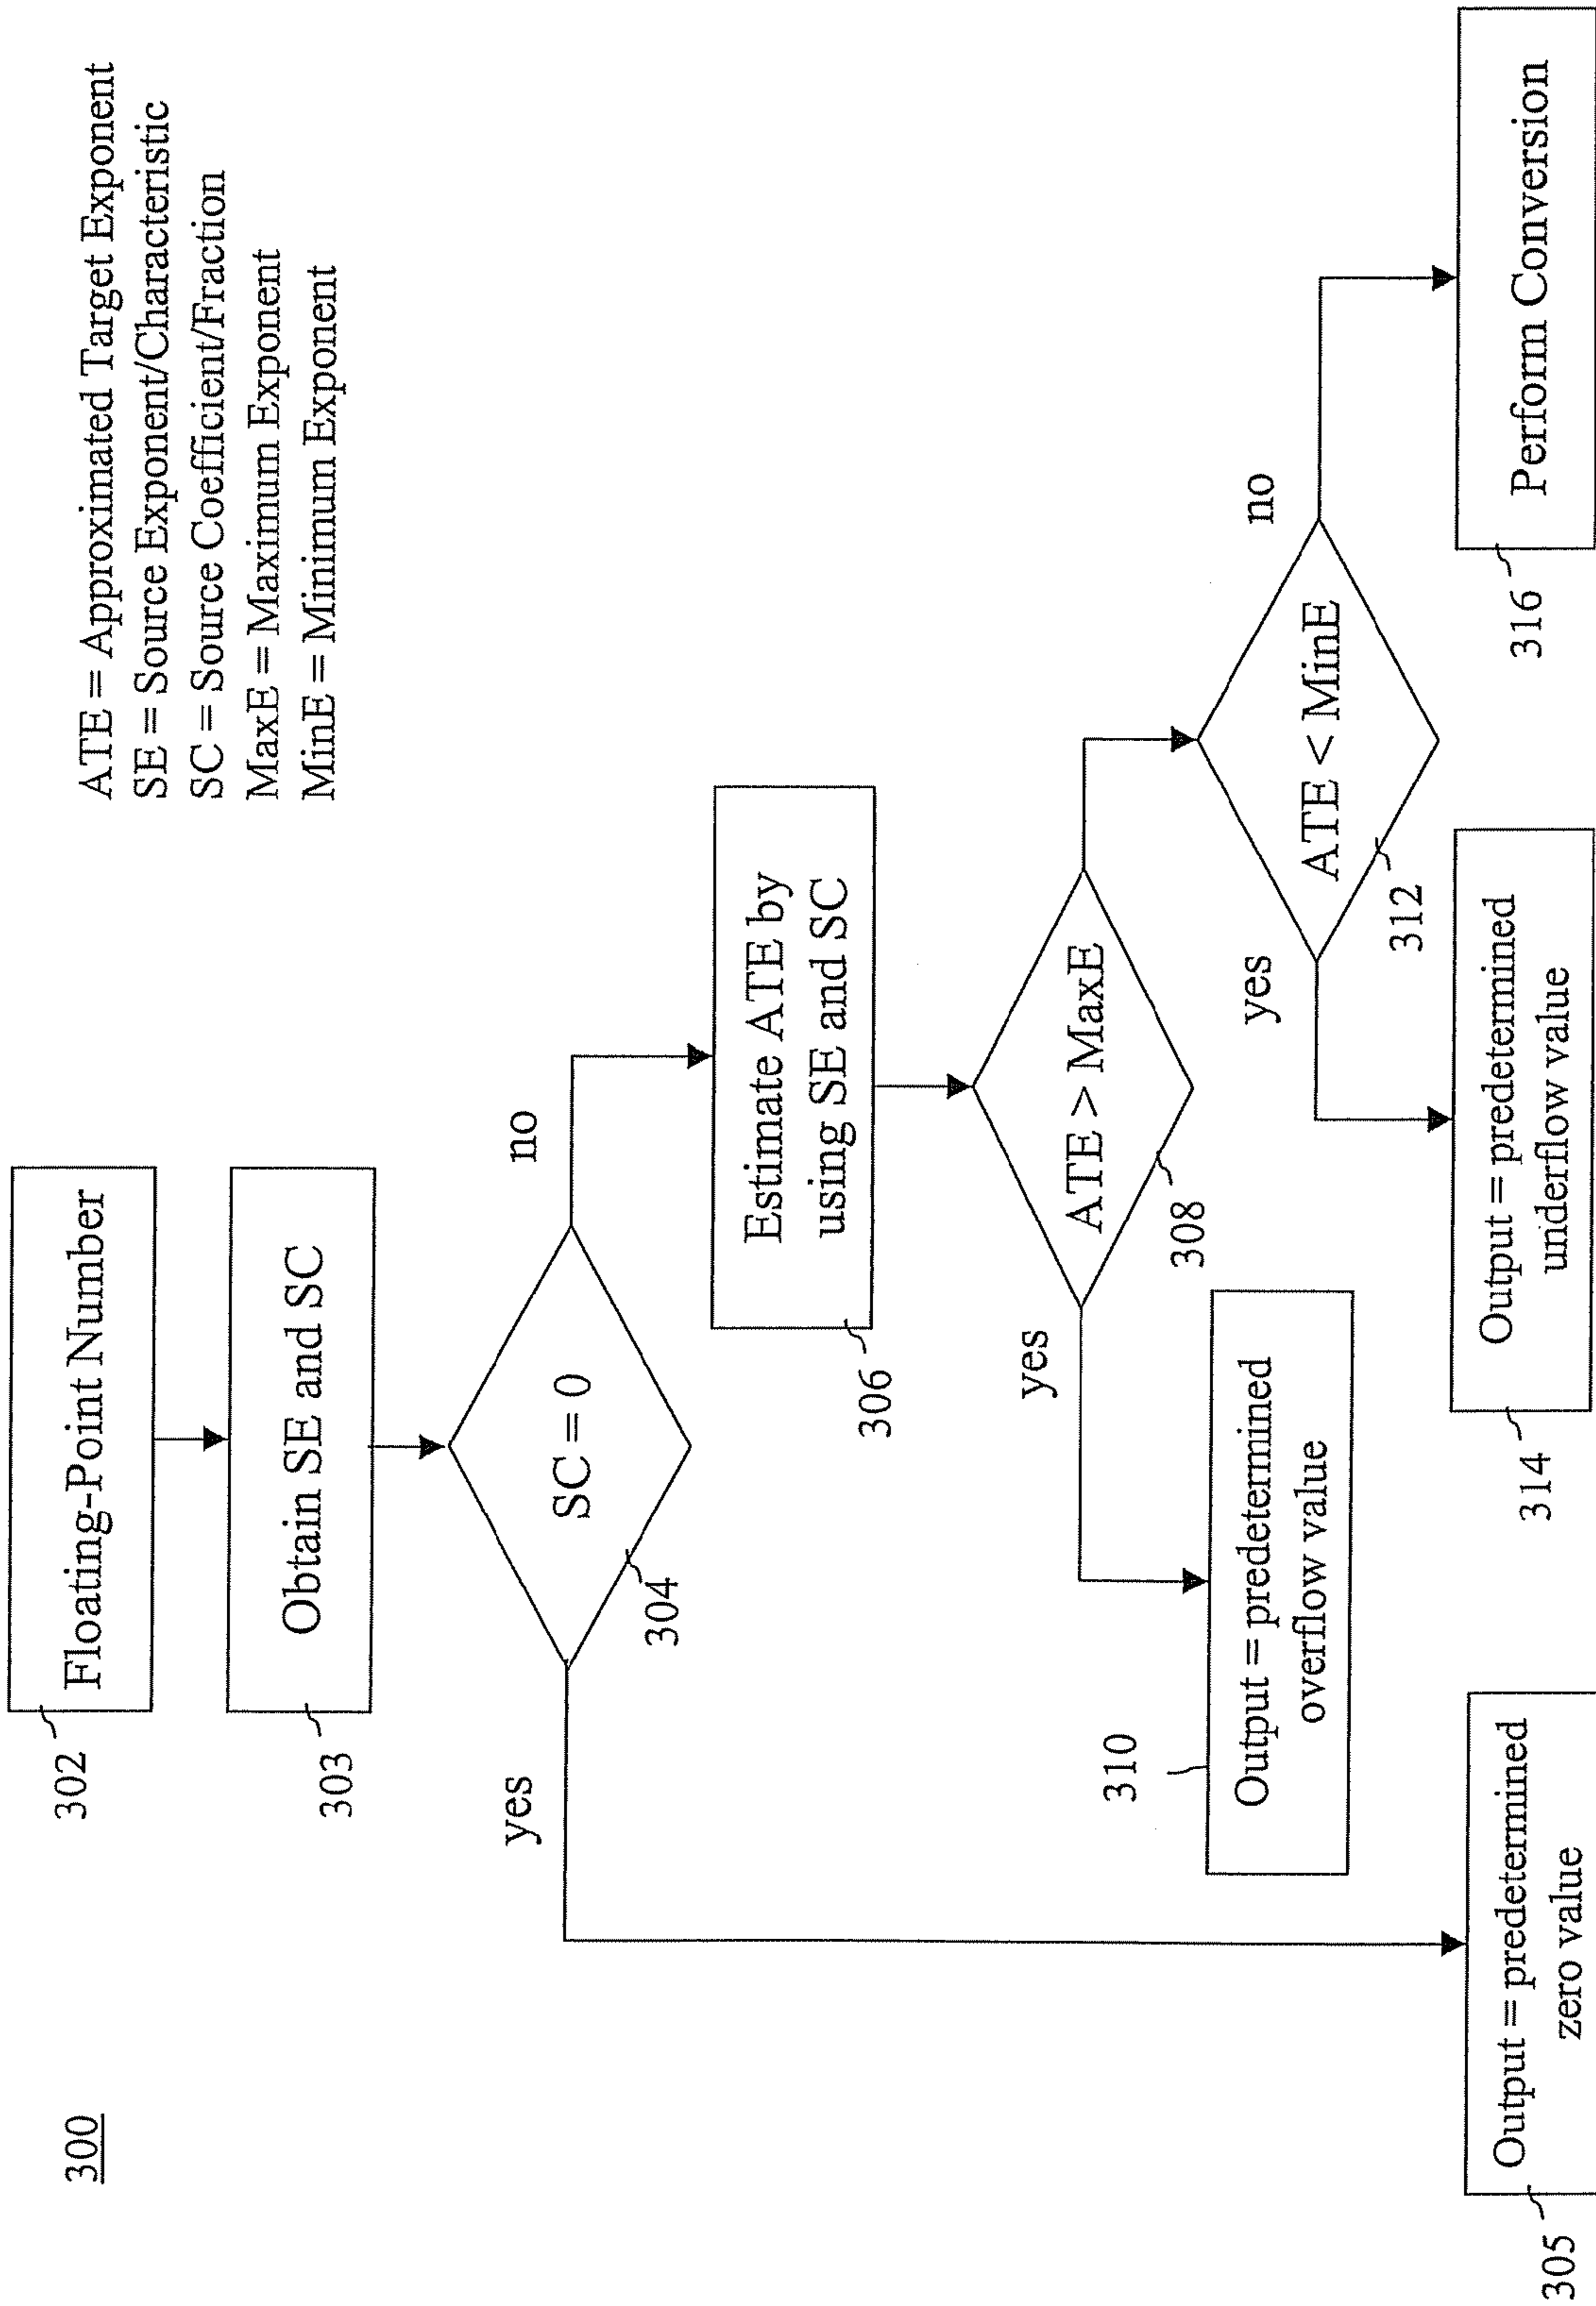 300
ATE = Approximated Target Exponent
SE = Source Exponent/Characteristic
SC = Source Coefficient/Fraction
MaxE = Maximum Exponent
MinE = Minimum Exponent
302
Floating-Point Number
303
Obtain SE and SC
304
SC = 0
yes
no
305
Output = predetermined
zero value
306
Estimate ATE by
using SE and SC
308
ATE > MaxE
yes
310
Output = predetermined
overflow value
312
ATE < MinE
yes
no
314
Output = predetermined
underflow value
316
Perform Conversion